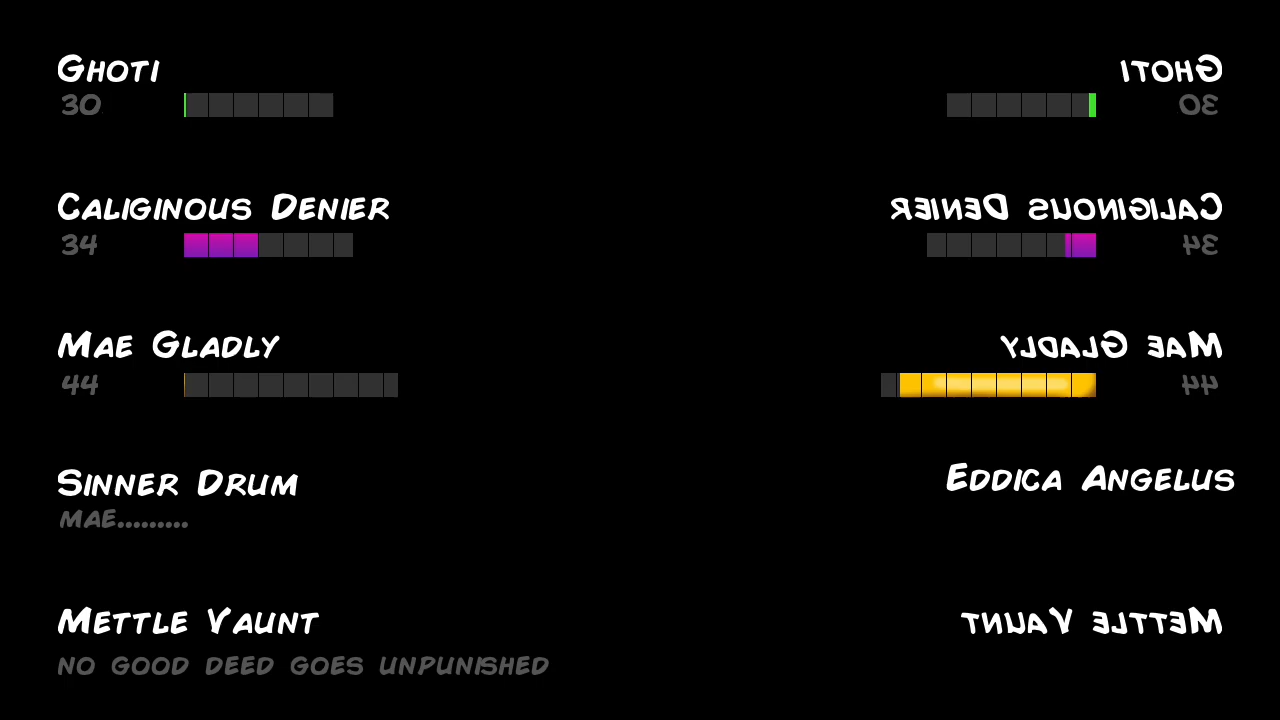 Ghoti
Ghoti
30
30
Caliginous Denier
Caliginous Denier
34
34
Mae Gladly
Mae Gladly
44
44
Sinner Drum
Eddica Angelus
Mae.........
Mettle Vaunt
Mettle Vaunt
No good deed goes unpunished